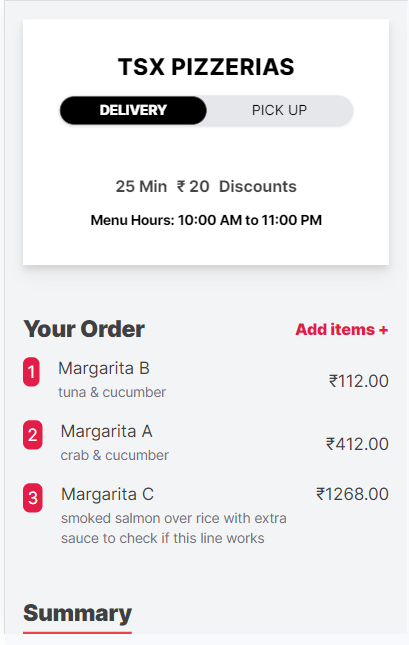 TSX PIZZERIAS
DELIVERY PICK UP
25 Min ₹ 20 Discounts
Menu Hours: 10:00 AM to 11:00 PM
Your Order Add items +
1 Margarita B ₹112.00
tuna & cucumber
2 Margarita A ₹412.00
crab & cucumber
3 Margarita C ₹1268.00
smoked salmon over rice with extra
sauce to check if this line works
Summary